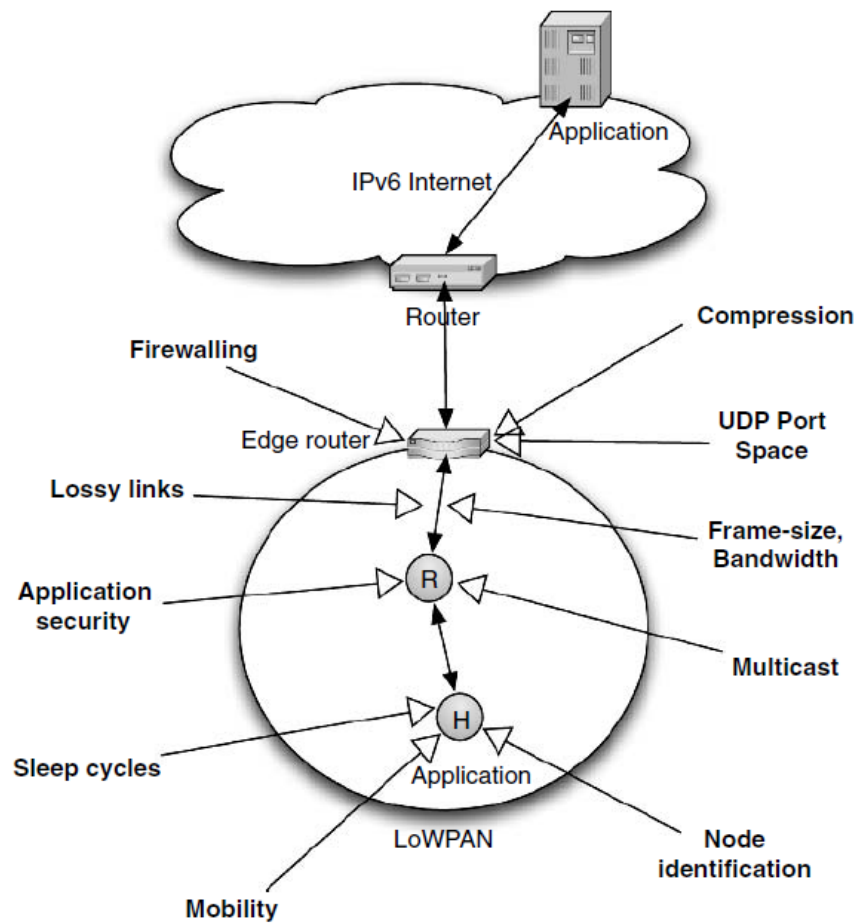 Application
IPv6 Internet
Router
Compression
Firewalling
Edge router
UDP Port
Space
Lossy links
Frame-size,
Bandwidth
R
Application
security
Multicast
H
Sleep cycles
Application
LoWPAN
Node
identification
Mobility